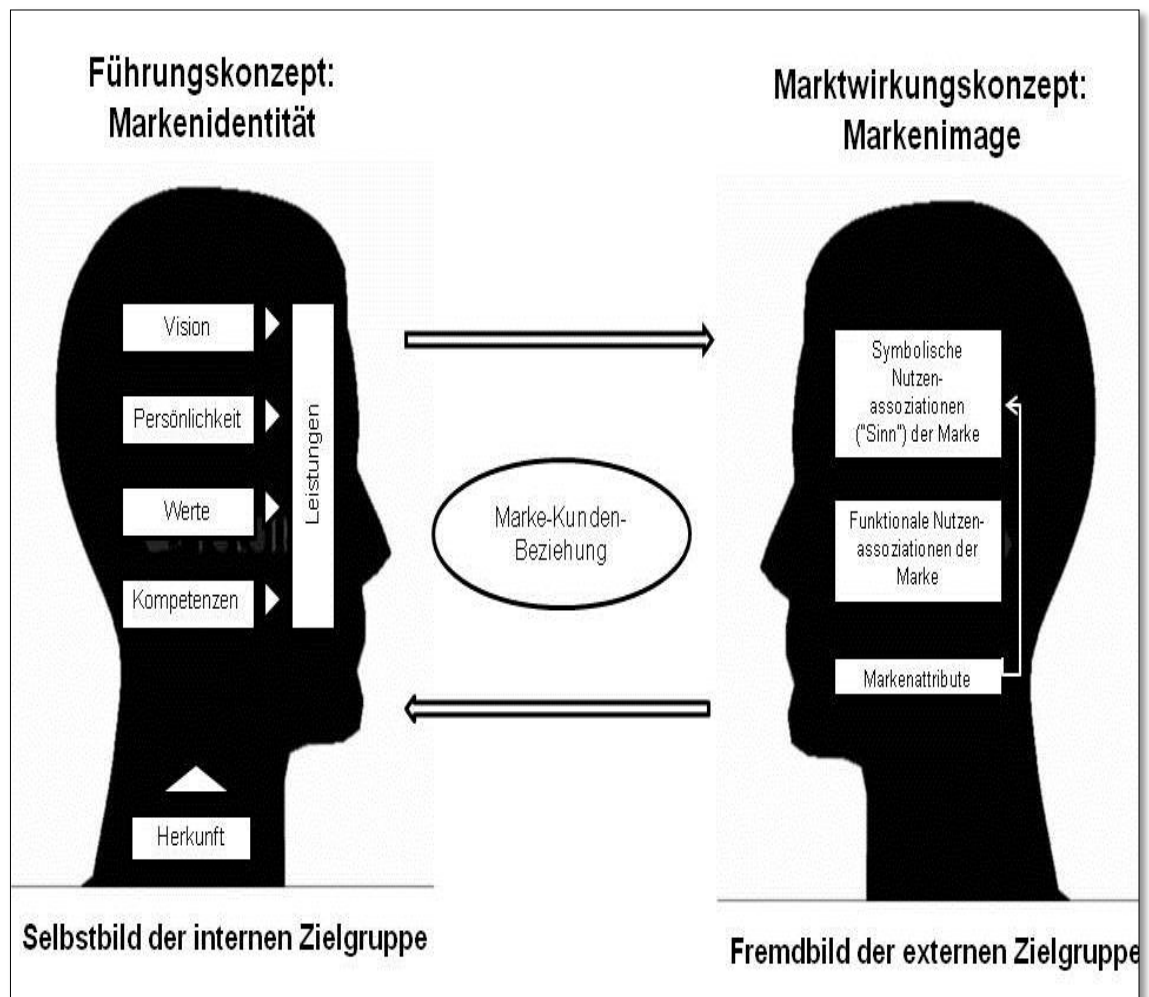 Führungskonzept:
Markenidentität
Vision
Persönlichkeit
Werte
Kompetenzen
Leistungen
Herkunft
Selbstbild der internen Zielgruppe
Marke-Kunden-
Beziehung
Marktwirkungskonzept:
Markenimage
Symbolische
Nutzen-
assoziationen
("Sinn") der Marke
Funktionale Nutzen-
assoziationen der
Marke
Markenattribute
Fremdbild der externen Zielgruppe